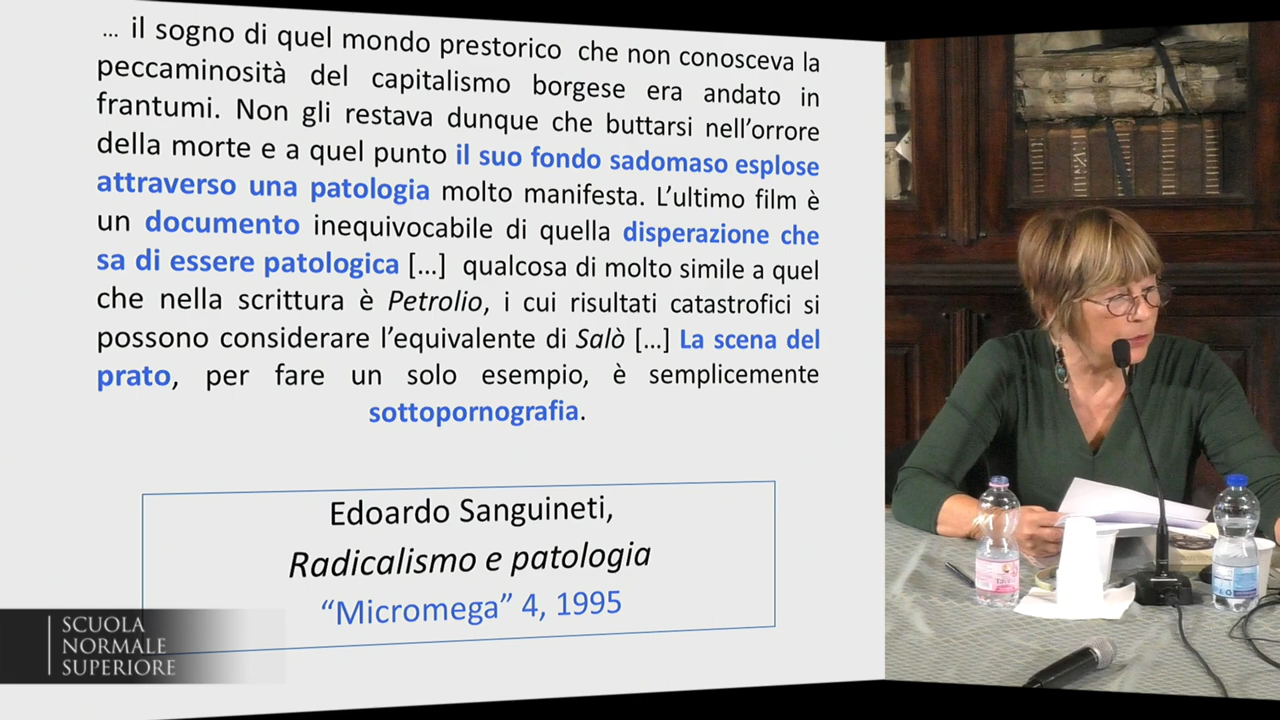 ... il sogno di quel mondo prestorico che non conosceva la
peccaminosità del capitalismo borgese era andato in
frantumi. Non gli restava dunque che buttarsi nell'orrore
della morte e a quel punto il suo fondo sadomaso esplose
attraverso una patologia molto manifesta. L'ultimo film è
un documento inequivocabile di quella disperazione che
sa di essere patologica [...] qualcosa di molto simile a quel
che nella scrittura è Petrolio, i cui risultati catastrofici si
possono considerare l'equivalente di Salò [...] La scena del
prato, per fare un solo esempio, è semplicemente
sottopornografia.
Edoardo Sanguineti,
Radicalismo e patologia
"Micromega" 4, 1995
SCUOLA
NORMALE
SUPERIORE